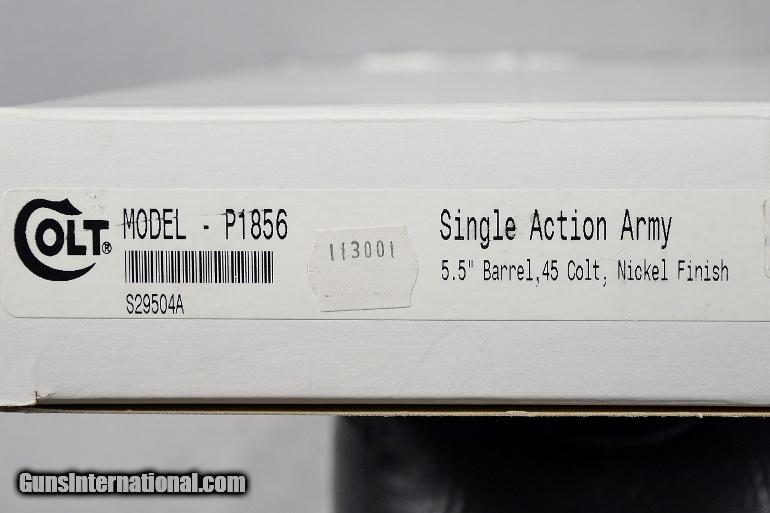 COLT®
MODEL - P1856
S29504A
113001
Single Action Army
5.5" Barrel,45 Colt, Nickel Finish
GunsInternational.com